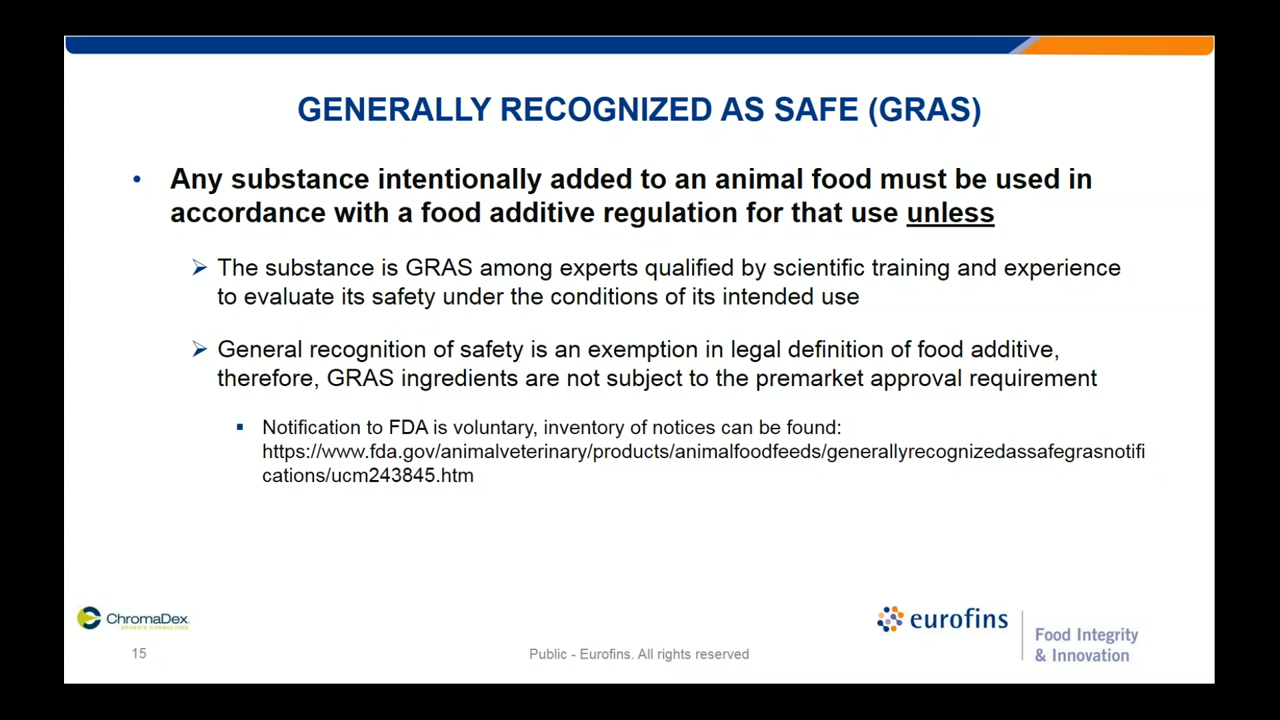 GENERALLY RECOGNIZED AS SAFE (GRAS)
• Any substance intentionally added to an animal food must be used in
accordance with a food additive regulation for that use unless
➢ The substance is GRAS among experts qualified by scientific training and experience
to evaluate its safety under the conditions of its intended use
➢ General recognition of safety is an exemption in legal definition of food additive,
therefore, GRAS ingredients are not subject to the premarket approval requirement
▪ Notification to FDA is voluntary, inventory of notices can be found:
https://www.fda.gov/animalveterinary/products/animalfoodfeeds/generallyrecognizedassafegrasnotifi
cations/ucm243845.htm
ChromaDex
SPHERIX CONSULTING
eurofins
Food Integrity
& Innovation
15
Public - Eurofins. All rights reserved